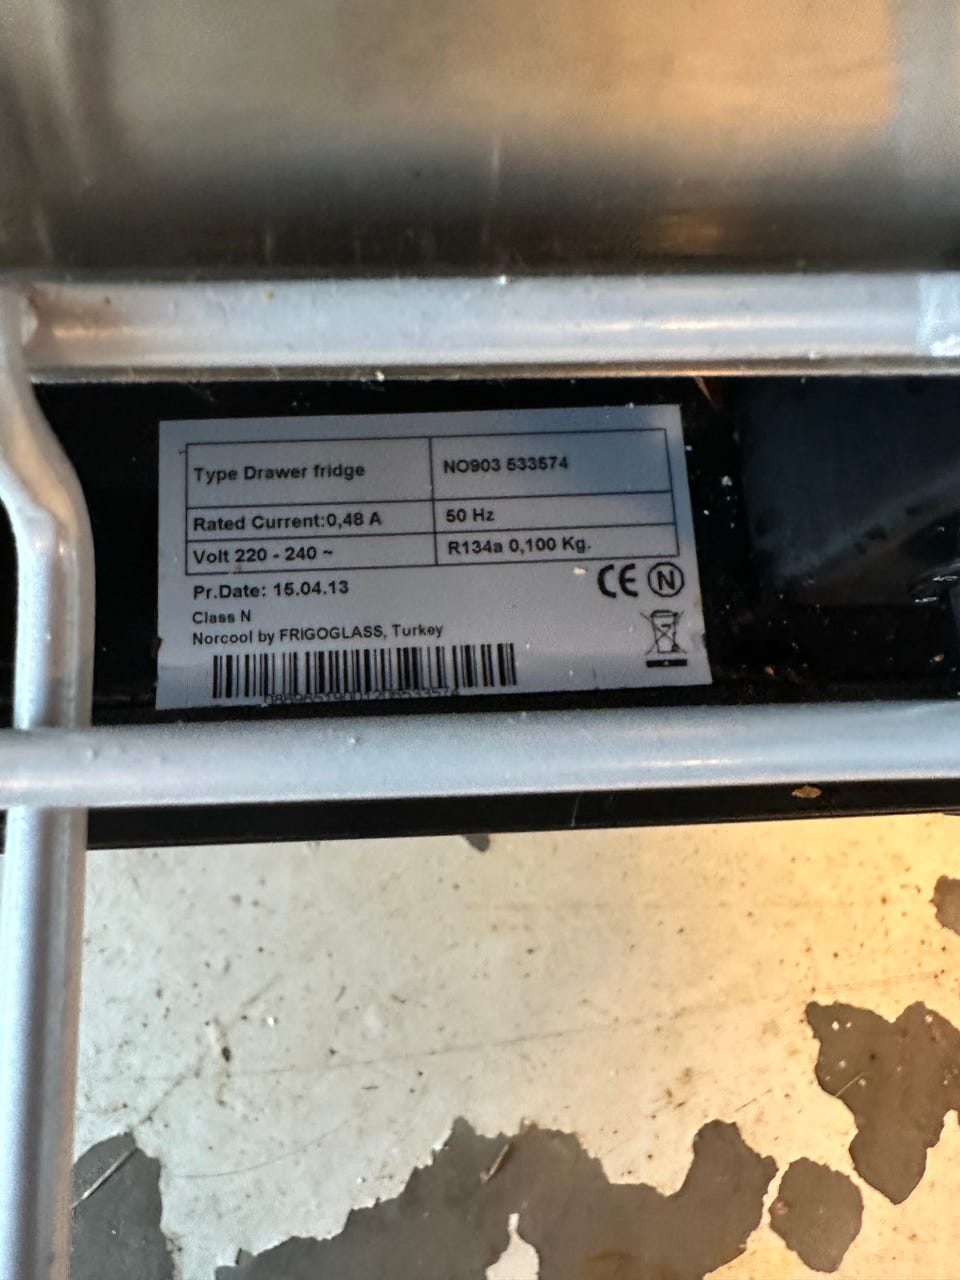 Type Drawer fridge NO903 533574
Rated Current:0,48 A 50 Hz
Volt 220 - 240 ~ R134a 0,100 Kg.
Pr.Date: 15.04.13
CE N
Class N
Norcool by FRIGOGLASS, Turkey